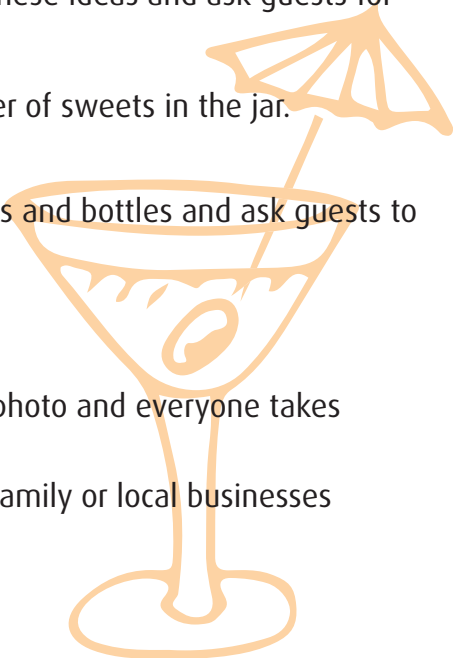 hese ideas and ask guests for
er of sweets in the jar.
s and bottles and ask guests to
photo and everyone takes
amily or local businesses